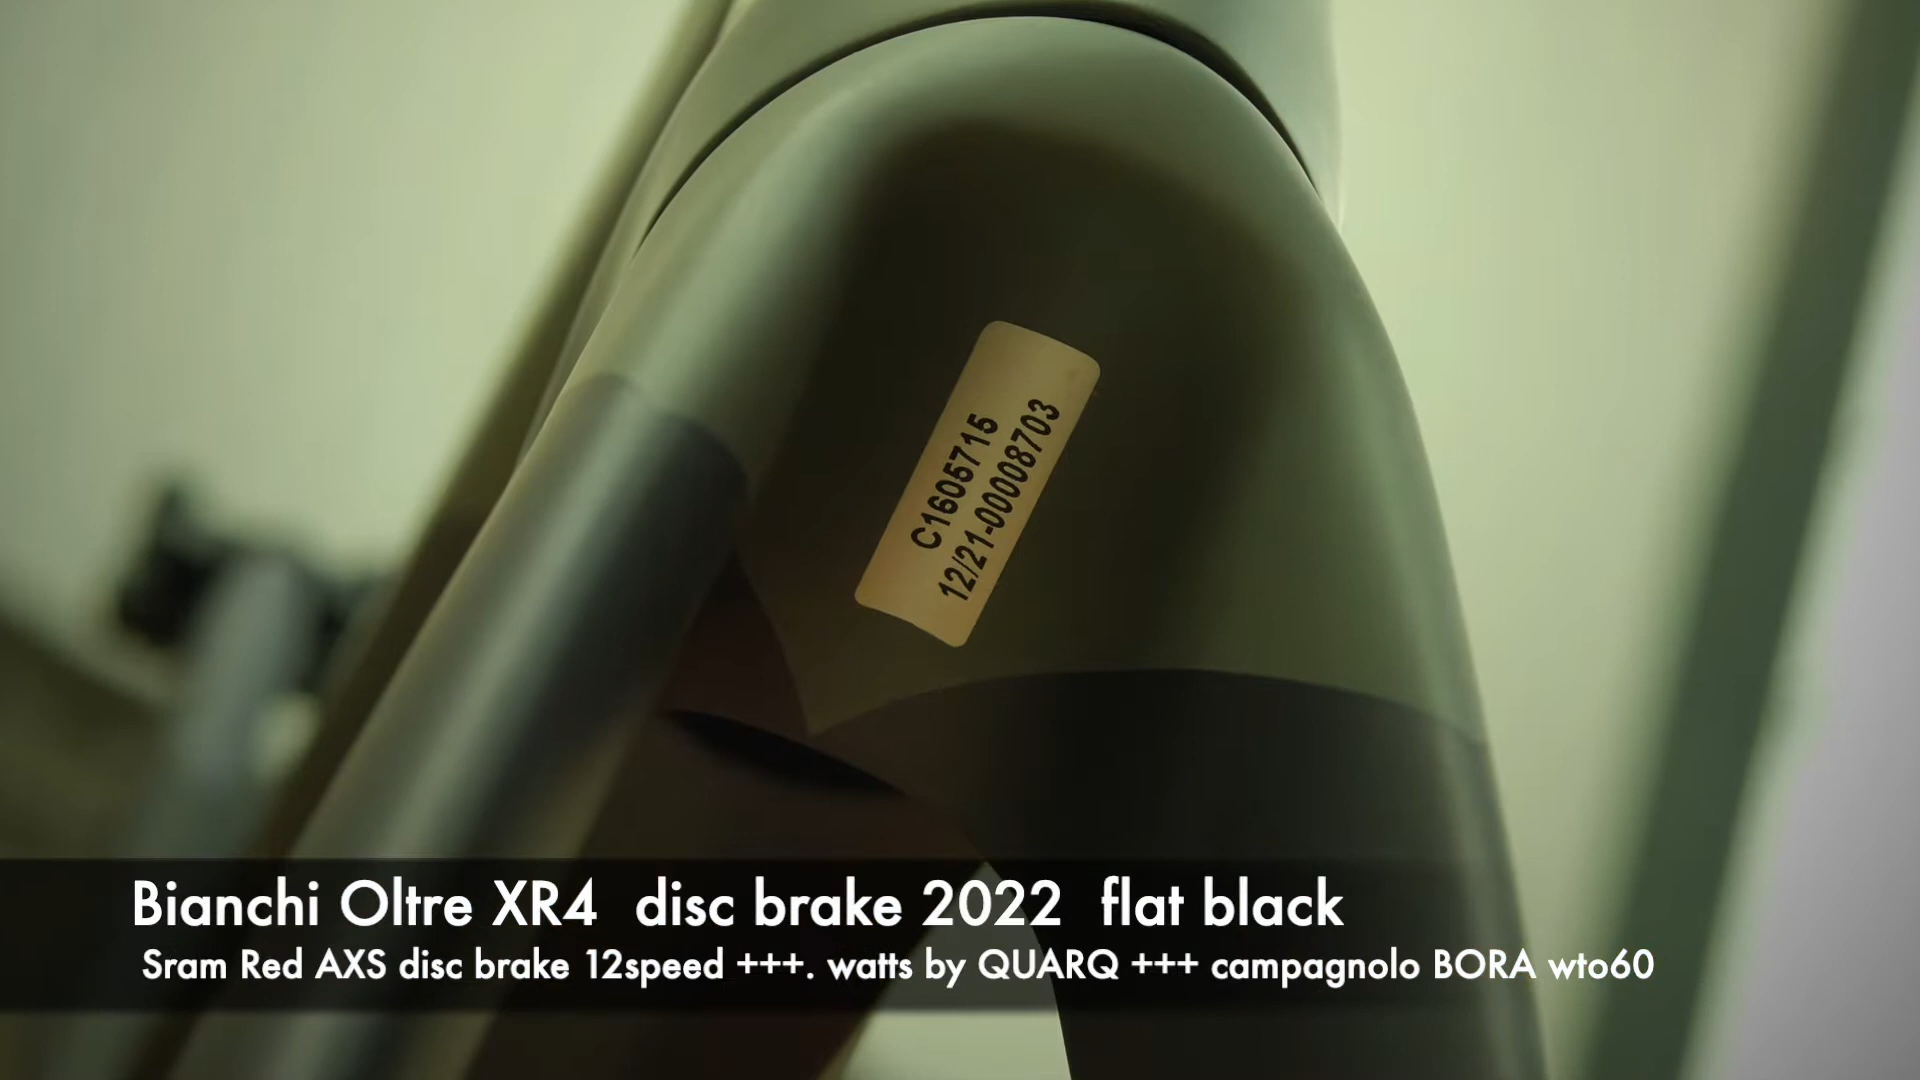 C1605715
12/21-00008703
Bianchi Oltre XR4 disc brake 2022 flat black
Sram Red AXS disc brake 12speed +++. watts by QUARQ +++ campagnolo BORA wto60